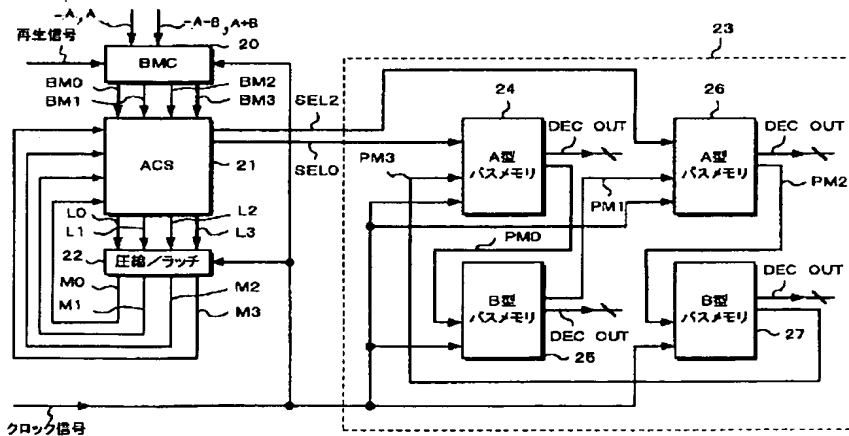 -A, A
-A-B, A+B
再生信号
20
BMC
BM0
BM1
BM2
BM3
SEL2
SEL0
ACS
21
L0
L1
L2
L3
22
圧縮/ラッチ
M0
M1
M2
M3
クロック信号
23
24
A型
パスメモリ
DEC OUT
PM3
PM0
PM1
26
A型
パスメモリ
DEC OUT
PM2
B型
パスメモリ
DEC OUT
25
B型
パスメモリ
DEC OUT
27